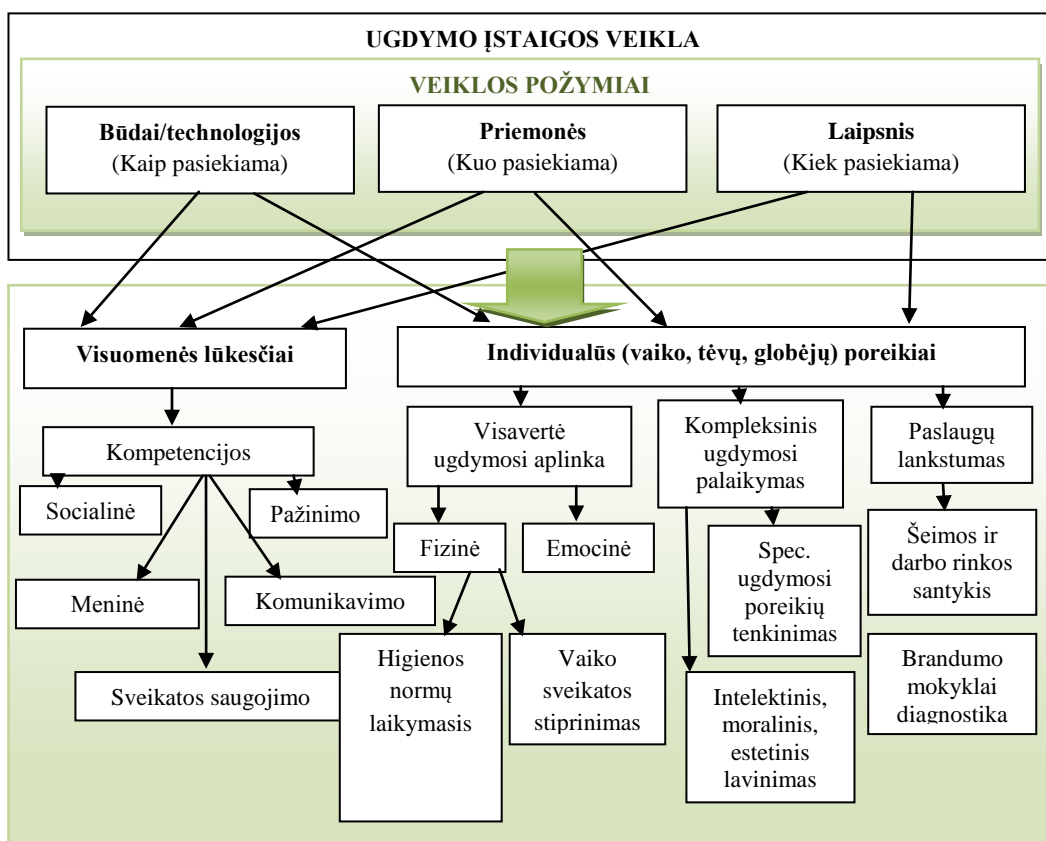 UGDYMO ĮSTAIGOS VEIKLA
VEIKLOS POŽYMIAI
Būdai/technologijos
(Kaip pasiekiama)
Priemonės
(Kuo pasiekiama)
Laipsnis
(Kiek pasiekiama)
Visuomenės lūkesčiai
Individualūs (vaiko, tėvų, globėjų) poreikiai
Kompetencijos
Socialinė
Pažinimo
Meninė
Komunikavimo
Sveikatos saugojimo
Visavertė
ugdymosi aplinka
Fizinė
Emocinė
Higienos
normų
laikymasis
Vaiko
sveikatos
stiprinimas
Kompleksinis
ugdymosi
palaikymas
Spec.
ugdymosi
poreikių
tenkinimas
Intelektinis,
moralinis,
estetinis
lavinimas
Paslaugų
lankstumas
Šeimos ir
darbo rinkos
santykis
Brandumo
mokyklai
diagnostika